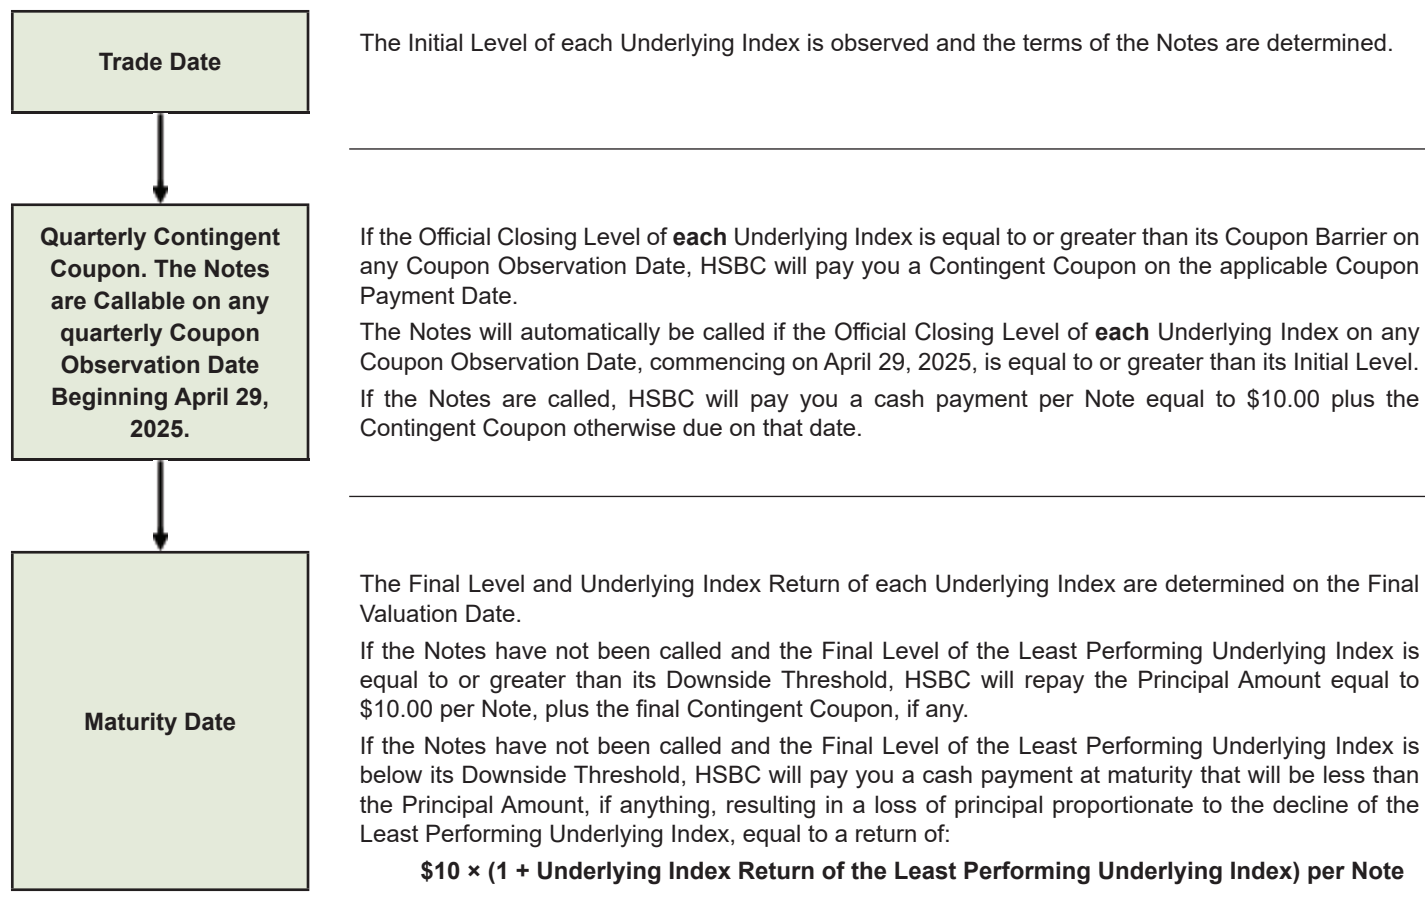 Trade Date
The Initial Level of each Underlying Index is observed and the terms of the Notes are determined.
Quarterly Contingent
Coupon. The Notes
are Callable on any
quarterly Coupon
Observation Date
Beginning April 29,
2025.
If the Official Closing Level of each Underlying Index is equal to or greater than its Coupon Barrier on
any Coupon Observation Date, HSBC will pay you a Contingent Coupon on the applicable Coupon
Payment Date.
The Notes will automatically be called if the Official Closing Level of each Underlying Index on any
Coupon Observation Date, commencing on April 29, 2025, is equal to or greater than its Initial Level.
If the Notes are called, HSBC will pay you a cash payment per Note equal to $10.00 plus the
Contingent Coupon otherwise due on that date.
Maturity Date
The Final Level and Underlying Index Return of each Underlying Index are determined on the Final
Valuation Date.
If the Notes have not been called and the Final Level of the Least Performing Underlying Index is
equal to or greater than its Downside Threshold, HSBC will repay the Principal Amount equal to
$10.00 per Note, plus the final Contingent Coupon, if any.
If the Notes have not been called and the Final Level of the Least Performing Underlying Index is
below its Downside Threshold, HSBC will pay you a cash payment at maturity that will be less than
the Principal Amount, if anything, resulting in a loss of principal proportionate to the decline of the
Least Performing Underlying Index, equal to a return of:
$10 × (1 + Underlying Index Return of the Least Performing Underlying Index) per Note